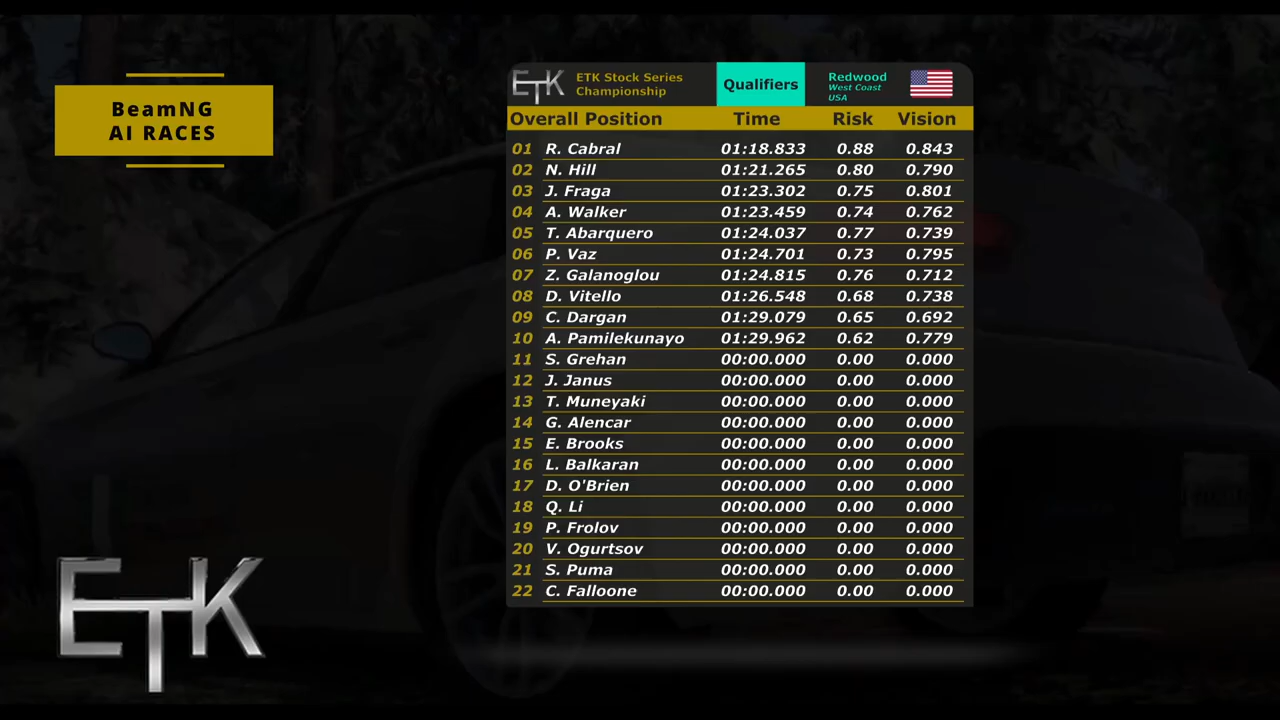 BeamNG
AI RACES
ETK
ETK Stock Series
Championship
Qualifiers
Redwood
West Coast
USA
Overall Position Time Risk Vision
01 R. Cabral 01:18.833 0.88 0.843
02 N. Hill 01:21.265 0.80 0.790
03 J. Fraga 01:23.302 0.75 0.801
04 A. Walker 01:23.459 0.74 0.762
05 T. Abarquero 01:24.037 0.77 0.739
06 P. Vaz 01:24.701 0.73 0.795
07 Z. Galanoglou 01:24.815 0.76 0.712
08 D. Vitello 01:26.548 0.68 0.738
09 C. Dargan 01:29.079 0.65 0.692
10 A. Pamilekunayo 01:29.962 0.62 0.779
11 S. Grehan 00:00.000 0.00 0.000
12 J. Janus 00:00.000 0.00 0.000
13 T. Muneyaki 00:00.000 0.00 0.000
14 G. Alencar 00:00.000 0.00 0.000
15 E. Brooks 00:00.000 0.00 0.000
16 L. Balkaran 00:00.000 0.00 0.000
17 D. O'Brien 00:00.000 0.00 0.000
18 Q. Li 00:00.000 0.00 0.000
19 P. Frolov 00:00.000 0.00 0.000
20 V. Ogurtsov 00:00.000 0.00 0.000
21 S. Puma 00:00.000 0.00 0.000
22 C. Falloone 00:00.000 0.00 0.000
ETK